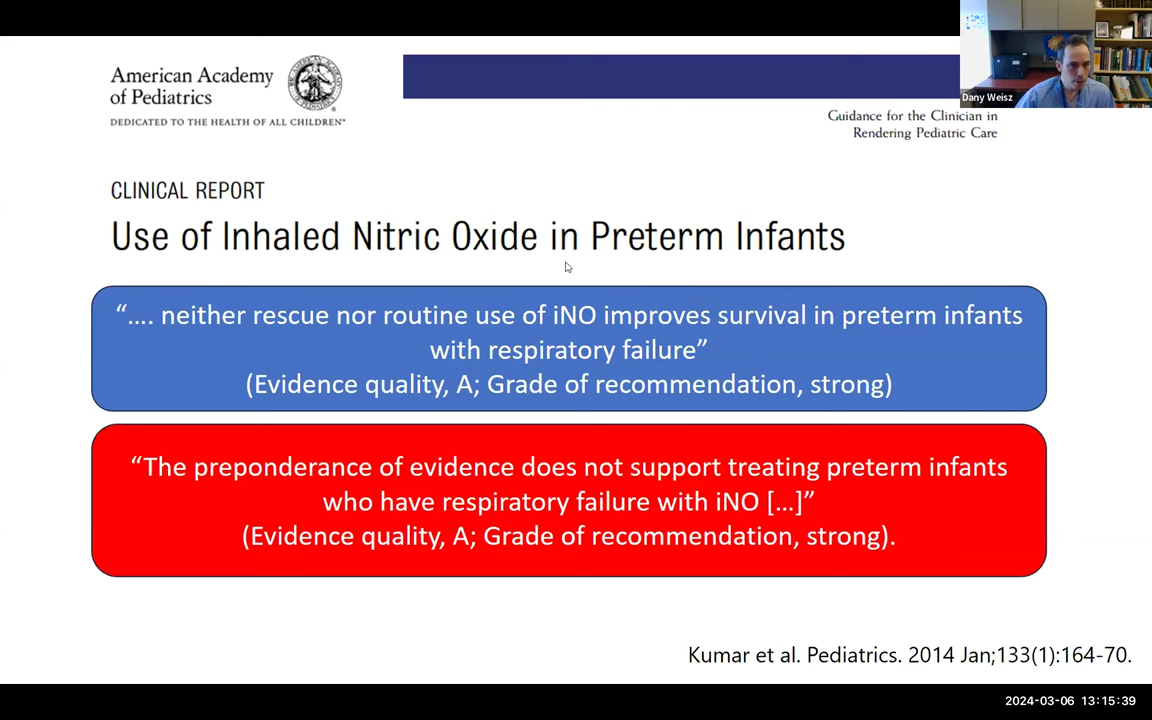 American Academy
of Pediatrics
DEDICATED TO THE HEALTH OF ALL CHILDREN™
Dany Weisz
Guidance for the Clinician in
Rendering Pediatric Care
CLINICAL REPORT
Use of Inhaled Nitric Oxide in Preterm Infants
“…. neither rescue nor routine use of iNO improves survival in preterm infants
with respiratory failure”
(Evidence quality, A; Grade of recommendation, strong)
“The preponderance of evidence does not support treating preterm infants
who have respiratory failure with iNO […]”
(Evidence quality, A; Grade of recommendation, strong).
Kumar et al. Pediatrics. 2014 Jan;133(1):164-70.
2024-03-06 13:15:39